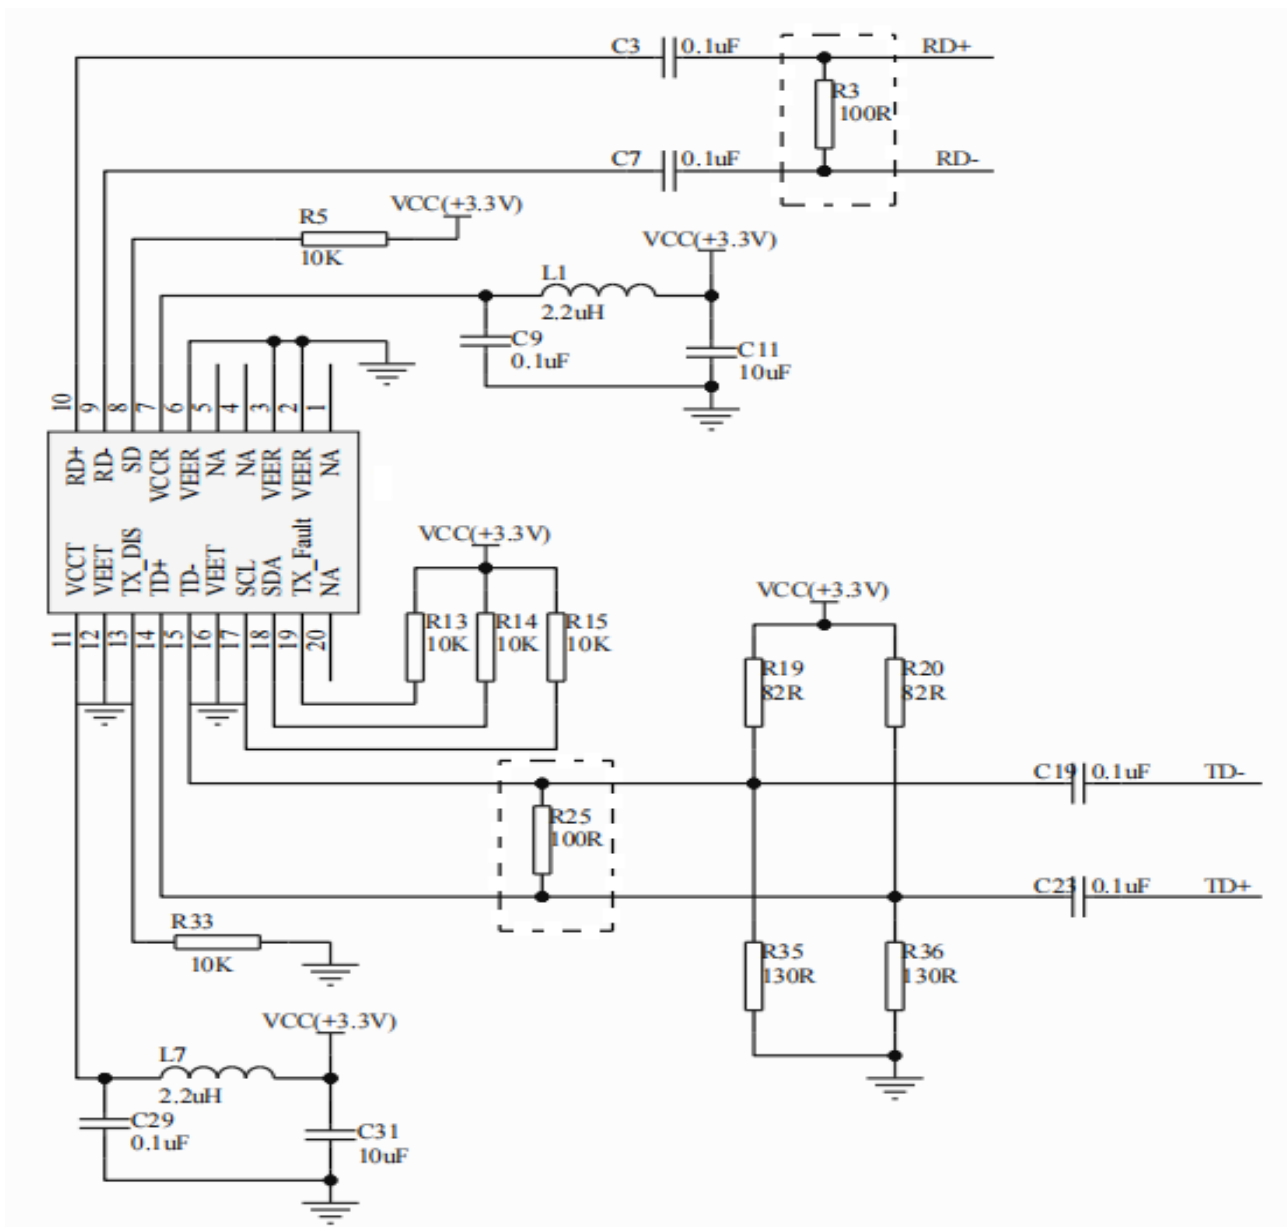 C3 0.1uF RD+
R3
100R
C7 0.1uF RD-
VCC(+3.3V)
R5
10K
VCC(+3.3V)
L1
2.2uH
C9
0.1uF
C11
10uF
10 9 8 7 6 5 4 3 2 1
RD+ RD- SD VCCR VEER NA NA VEER VEER NA
VCCT VEET TX_DIS TD+ TD- VEET SCL SDA TX_Fault NA
11 12 13 14 15 16 17 18 19 20
VCC(+3.3V)
R13 R14 R15
10K 10K 10K
VCC(+3.3V)
R19 R20
82R 82R
C19 0.1uF TD-
R25
100R
C23 0.1uF TD+
R33
10K
R35 R36
130R 130R
VCC(+3.3V)
L7
2.2uH
C29
0.1uF
C31
10uF